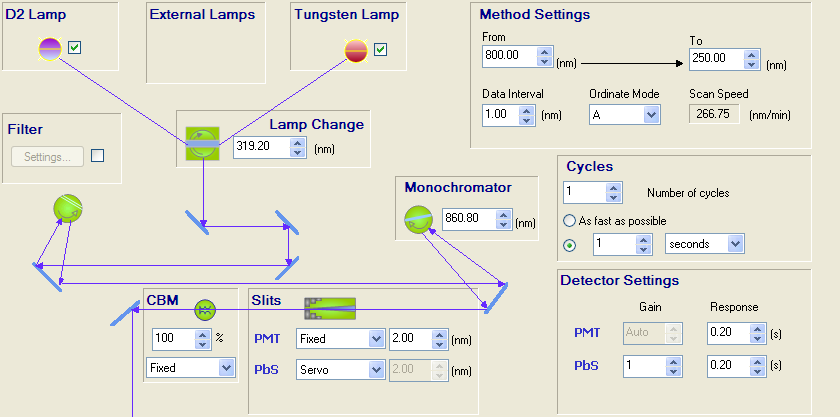 D2 Lamp
External Lamps
Tungsten Lamp
Method Settings
From
To
800.00
(nm)
250.00
(nm)
Data Interval
Ordinate Mode
Scan Speed
1.00
(nm)
A
266.75
(nm/min)
Filter
Settings...
Lamp Change
319.20
(nm)
Monochromator
860.80
(nm)
Cycles
1
Number of cycles
As fast as possible
1
seconds
CBM
100
%
Fixed
Slits
PMT
Fixed
2.00
(nm)
PbS
Servo
2.00
(nm)
Detector Settings
Gain
Response
PMT
Auto
0.20
(s)
PbS
1
0.20
(s)